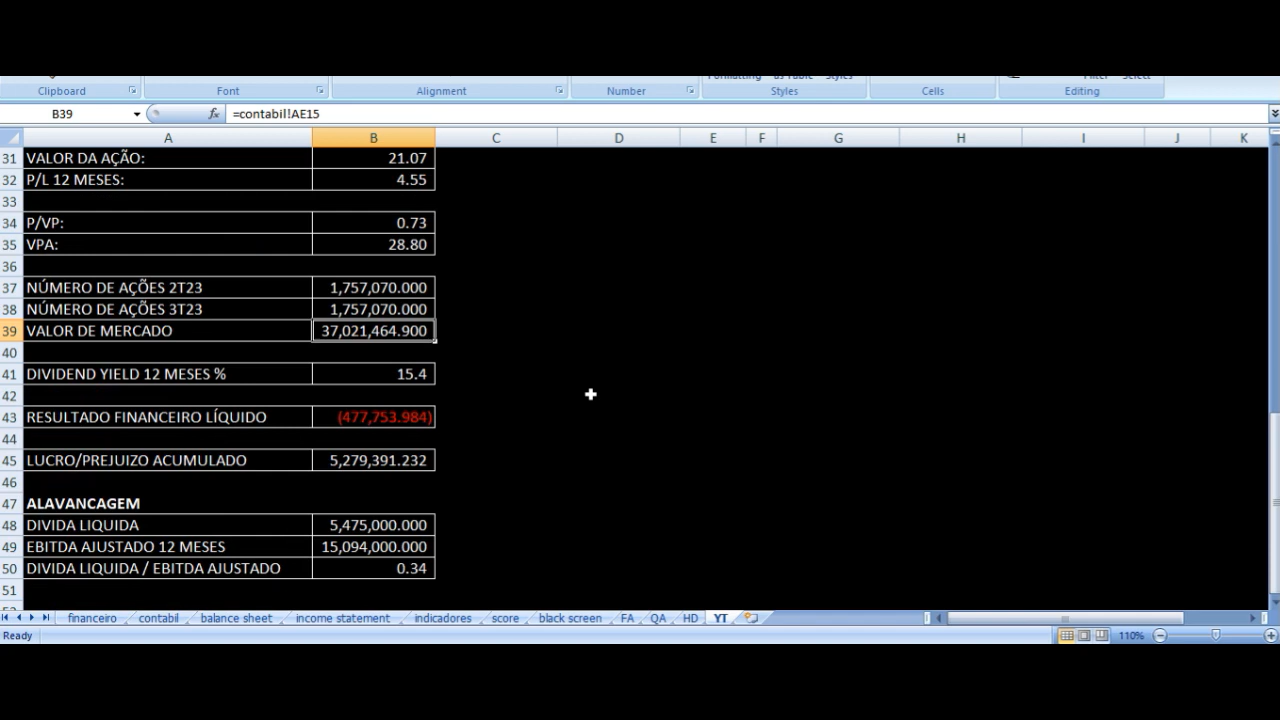 Clipboard Font Alignment Number Styles Cells Editing
B39 fx =contabil!AE15
A B C D E F G H I J K
31 VALOR DA AÇÃO: 21.07
32 P/L 12 MESES: 4.55
33
34 P/VP: 0.73
35 VPA: 28.80
36
37 NÚMERO DE AÇÕES 2T23 1,757,070.000
38 NÚMERO DE AÇÕES 3T23 1,757,070.000
39 VALOR DE MERCADO 37,021,464.900
40
41 DIVIDEND YIELD 12 MESES % 15.4
42
43 RESULTADO FINANCEIRO LÍQUIDO (477,753.984)
44
45 LUCRO/PREJUIZO ACUMULADO 5,279,391.232
46
47 ALAVANCAGEM
48 DIVIDA LIQUIDA 5,475,000.000
49 EBITDA AJUSTADO 12 MESES 15,094,000.000
50 DIVIDA LIQUIDA / EBITDA AJUSTADO 0.34
51
financeiro contabil balance sheet income statement indicadores score black screen FA QA HD YT
Ready 110%